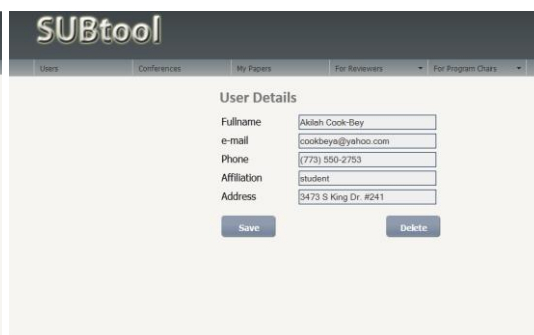 SUBtool
Users Conferences My Papers For Reviewers For Program Chairs
User Details
Fullname Akilah Cook-Bey
e-mail cookbeya@yahoo.com
Phone (773) 550-2753
Affiliation student
Address 3473 S King Dr. #241
Save Delete